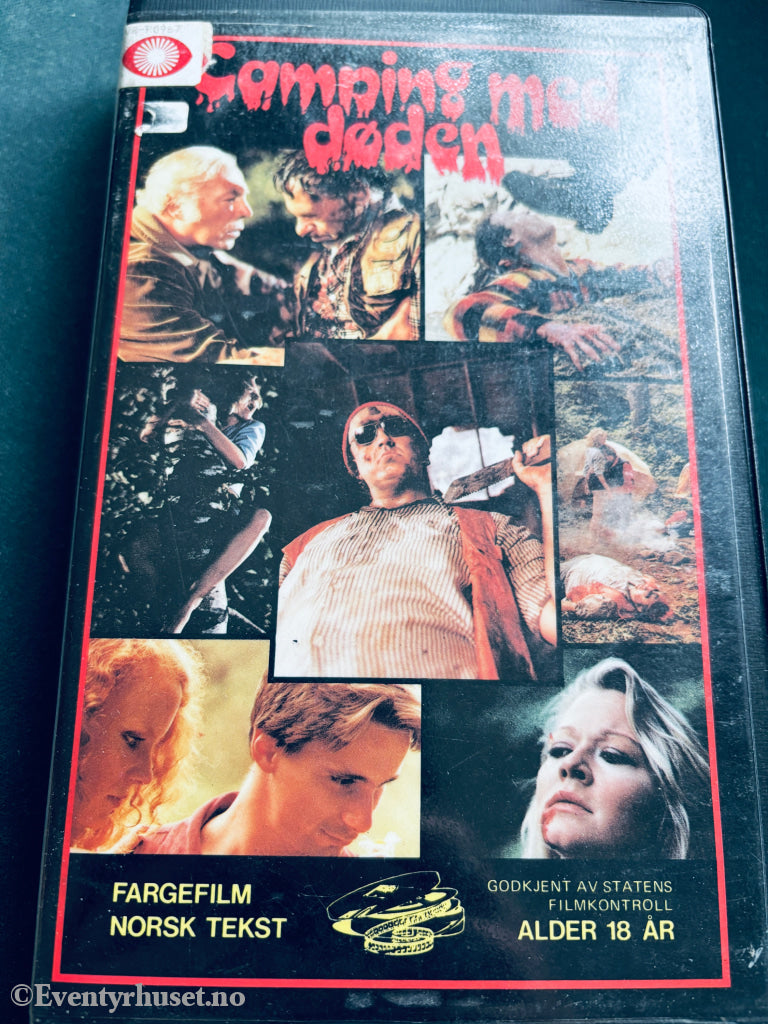 Camping med
døden
FARGEFILM
NORSK TEKST
GODKJENT AV STATENS
FILMKONTROLL
ALDER 18 ÅR
©Eventyrhuset.no